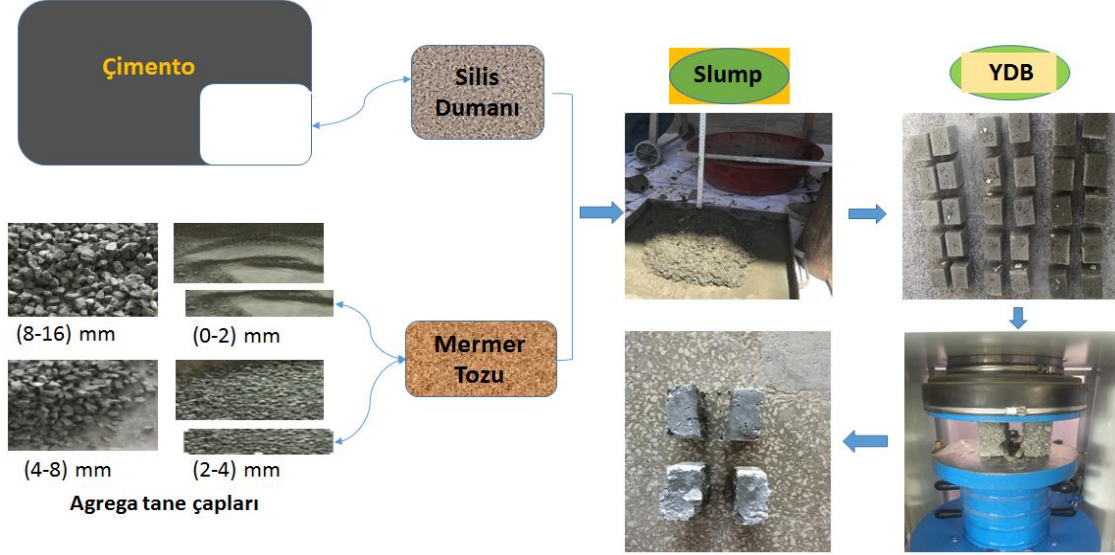 Çimento
Silis
Dumanı
Slump
YDB
(8-16) mm
(0-2) mm
Mermer
Tozu
(4-8) mm
(2-4) mm
Agrega tane çapları